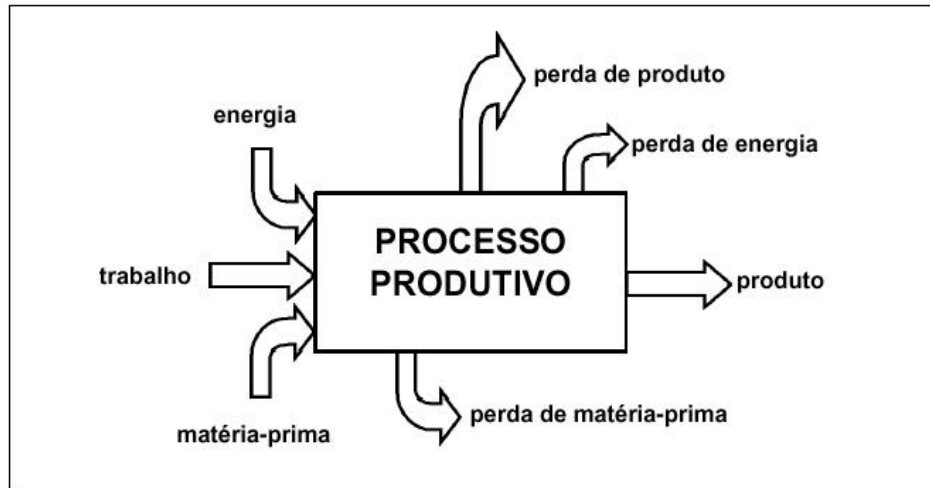 perda de produto
energia
perda de energia
PROCESSO
PRODUTIVO
trabalho
produto
perda de matéria-prima
matéria-prima